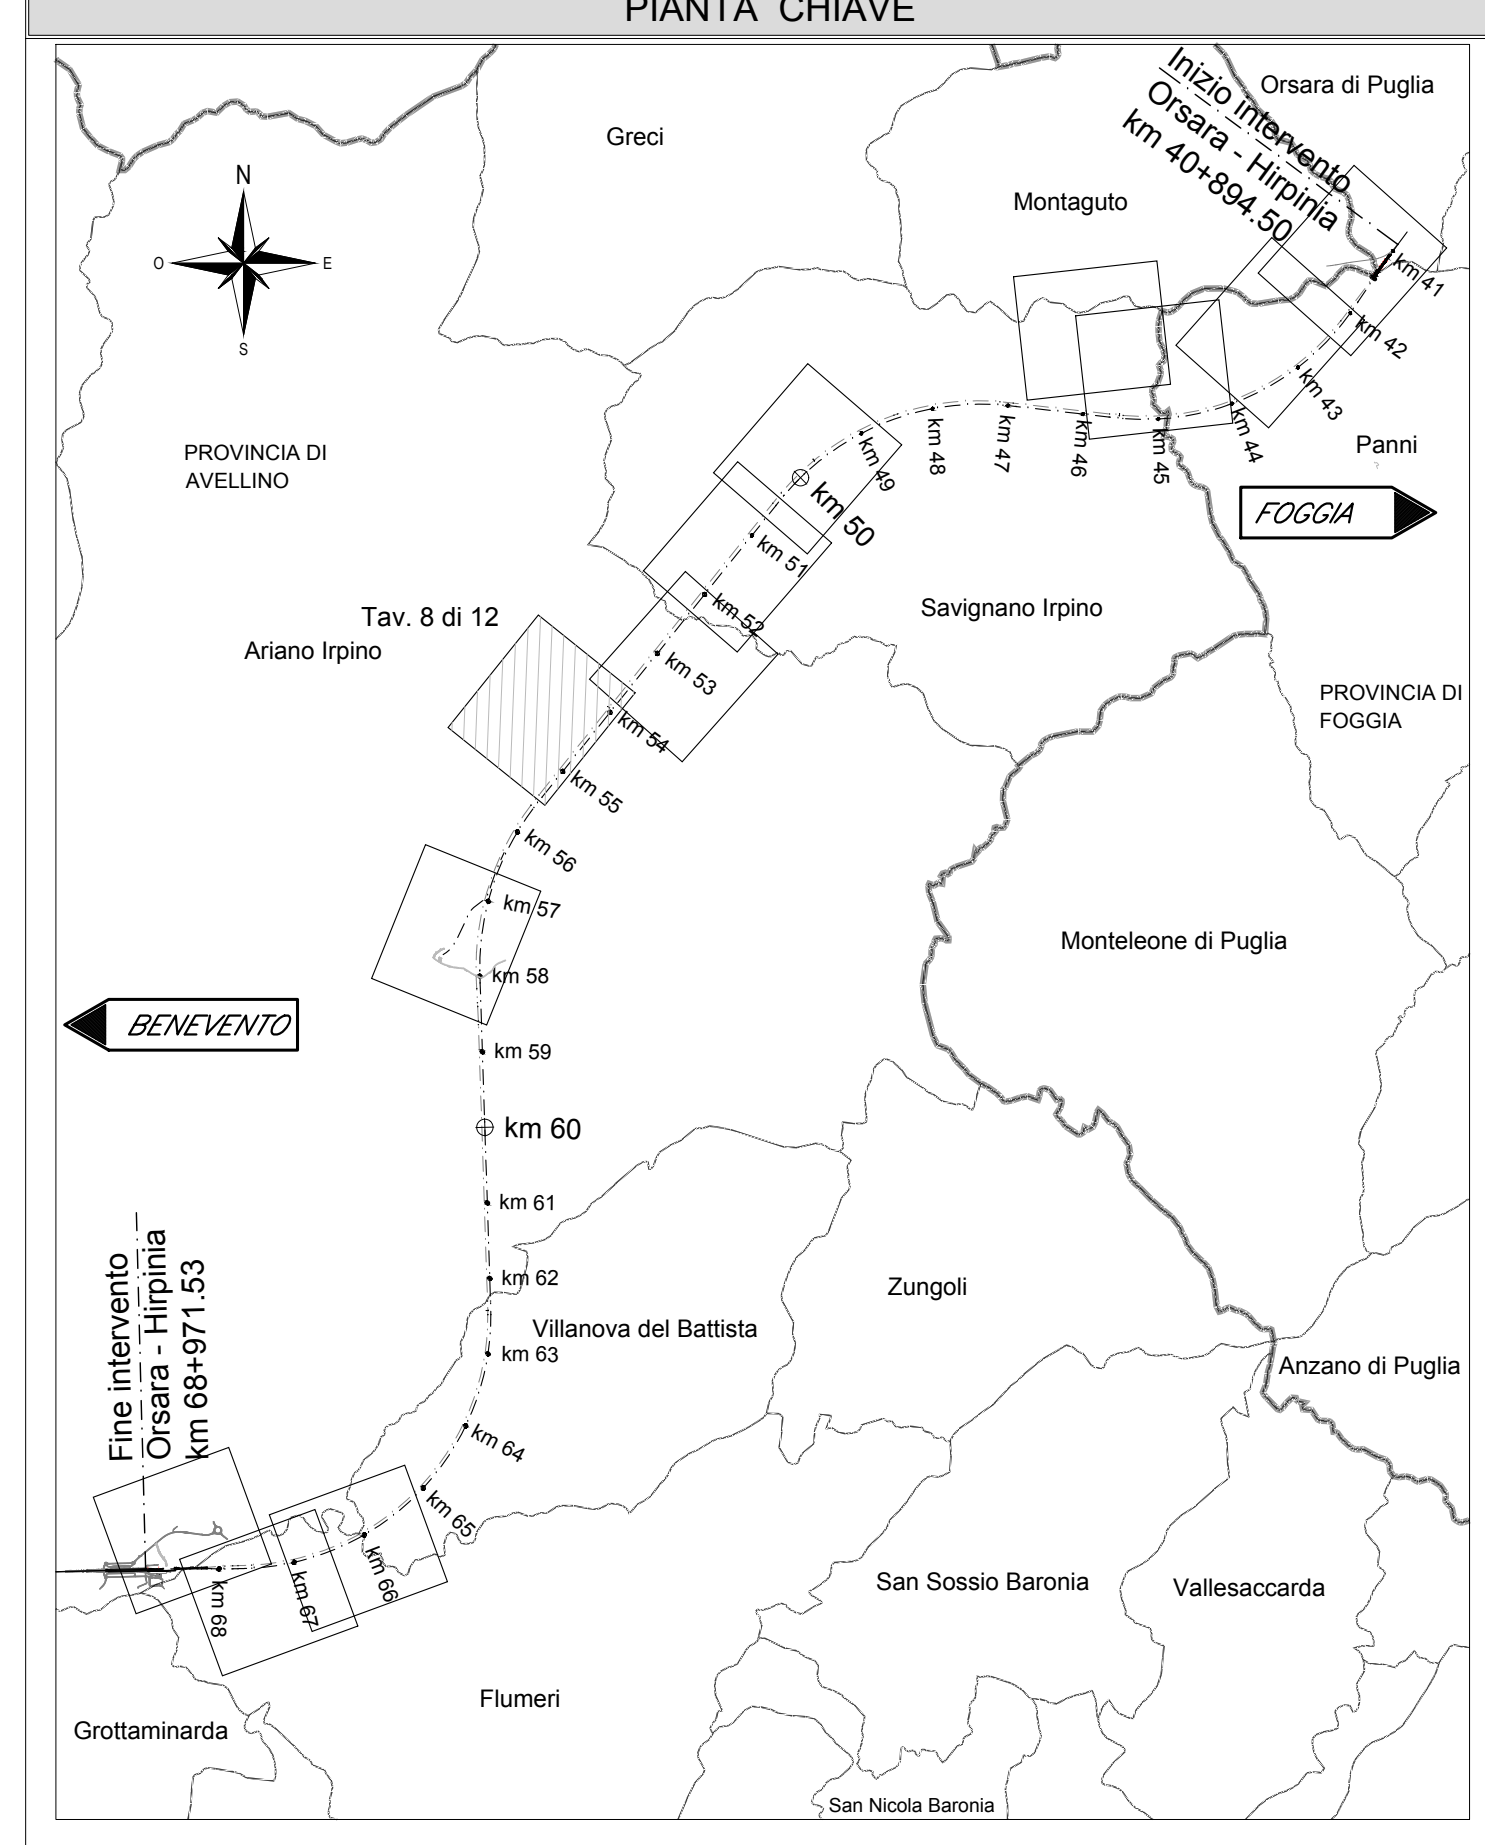 PIANTA CHIAVE
Inizio intervento
Orsara - Hirpinia
km 40+894.50
Orsara di Puglia
Greci
Montaguto
N
O
E
S
km 41
km 42
km 43
km 44
km 45
km 46
km 47
km 48
km 49
km 50
Panni
FOGGIA
PROVINCIA DI
AVELLINO
km 51
km 52
Savignano Irpino
Tav. 8 di 12
Ariano Irpino
km 53
km 54
PROVINCIA DI
FOGGIA
km 55
km 56
km 57
Monteleone di Puglia
km 58
BENEVENTO
km 59
km 60
km 61
km 62
Zungoli
Villanova del Battista
km 63
Anzano di Puglia
Fine intervento
Orsara - Hirpinia
km 68+971.53
km 64
km 65
km 66
km 67
km 68
San Sossio Baronia
Vallesaccarda
Flumeri
Grottaminarda
San Nicola Baronia